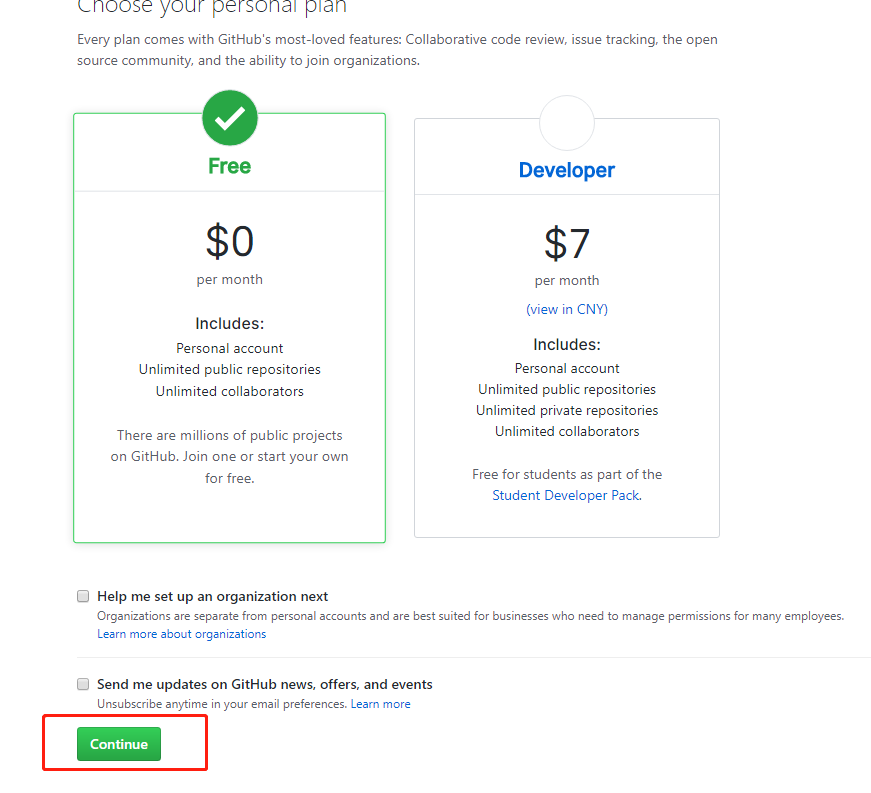 Choose your personal plan
Every plan comes with GitHub's most-loved features: Collaborative code review, issue tracking, the open
source community, and the ability to join organizations.
Free
$0
per month
Includes:
Personal account
Unlimited public repositories
Unlimited collaborators
There are millions of public projects
on GitHub. Join one or start your own
for free.
Developer
$7
per month
(view in CNY)
Includes:
Personal account
Unlimited public repositories
Unlimited private repositories
Unlimited collaborators
Free for students as part of the
Student Developer Pack.
Help me set up an organization next
Organizations are separate from personal accounts and are best suited for businesses who need to manage permissions for many employees.
Learn more about organizations
Send me updates on GitHub news, offers, and events
Unsubscribe anytime in your email preferences. Learn more
Continue